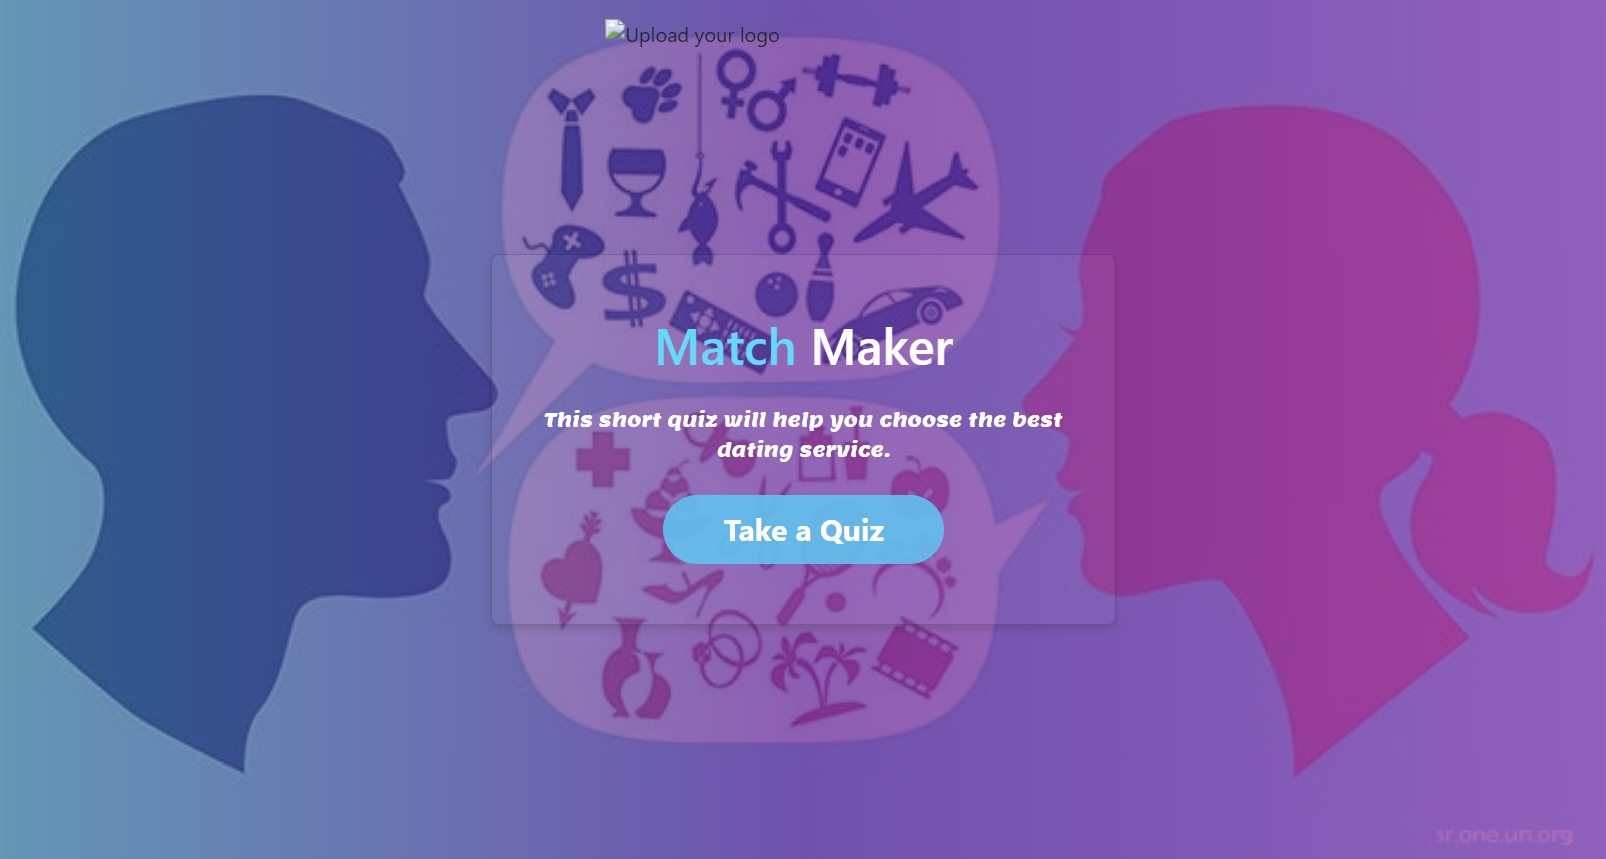 Upload your logo
Match Maker
This short quiz will help you choose the best
dating service.
Take a Quiz
sr.one.un.org